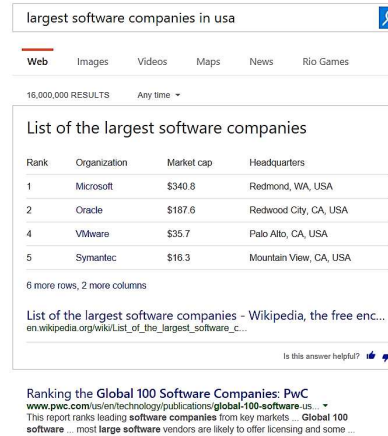 largest software companies in usa
Web Images Videos Maps News Rio Games
16,000,000 RESULTS Any time
List of the largest software companies
Rank Organization Market cap Headquarters
1 Microsoft $340.8 Redmond, WA, USA
2 Oracle $187.6 Redwood City, CA, USA
4 VMware $35.7 Palo Alto, CA, USA
5 Symantec $16.3 Mountain View, CA, USA
6 more rows, 2 more columns
List of the largest software companies - Wikipedia, the free enc...
en.wikipedia.org/wiki/List_of_the_largest_software_c...
Is this answer helpful?
Ranking the Global 100 Software Companies: PwC
www.pwc.com/us/en/technology/publications/global-100-software-us...
This report ranks leading software companies from key markets ... Global 100
software ... most large software vendors are likely to offer licensing and some ...